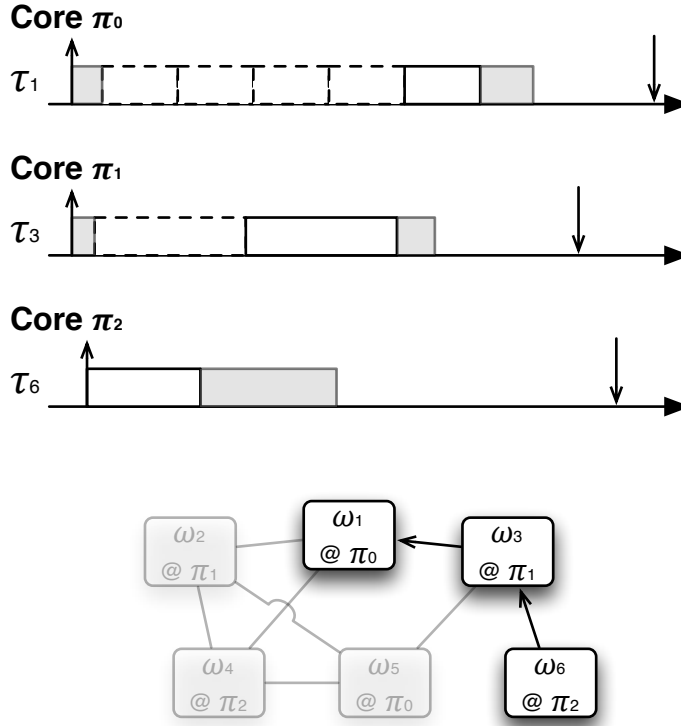 Core π0
τ1
Core π1
τ3
Core π2
τ6
ω1
@ π0
ω2
@ π1
ω3
@ π1
ω4
@ π2
ω5
@ π0
ω6
@ π2